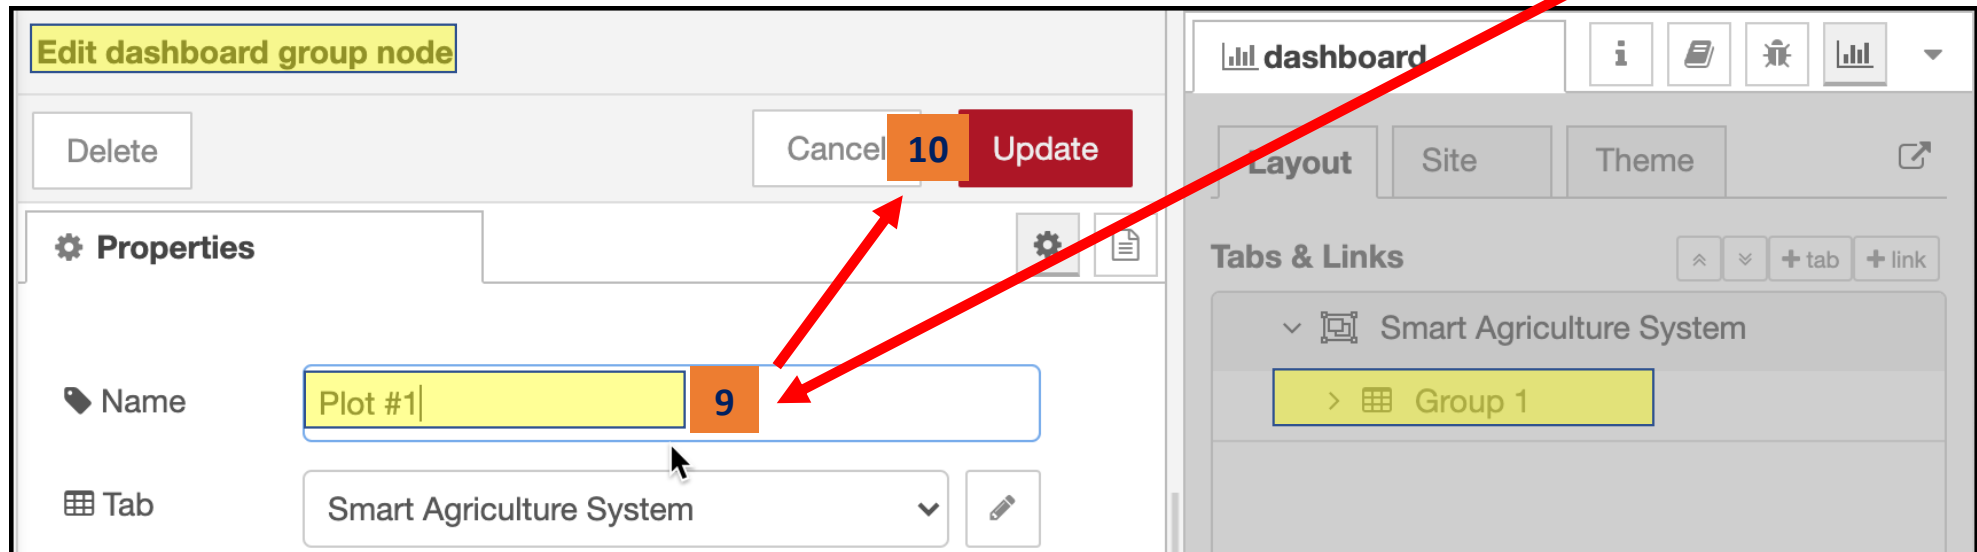 Edit dashboard group node
Delete
Cancel
10
Update
Properties
Name
Plot #1
9
Tab
Smart Agriculture System
dashboard
i
Layout
Site
Theme
Tabs & Links
+ tab
+ link
Smart Agriculture System
Group 1